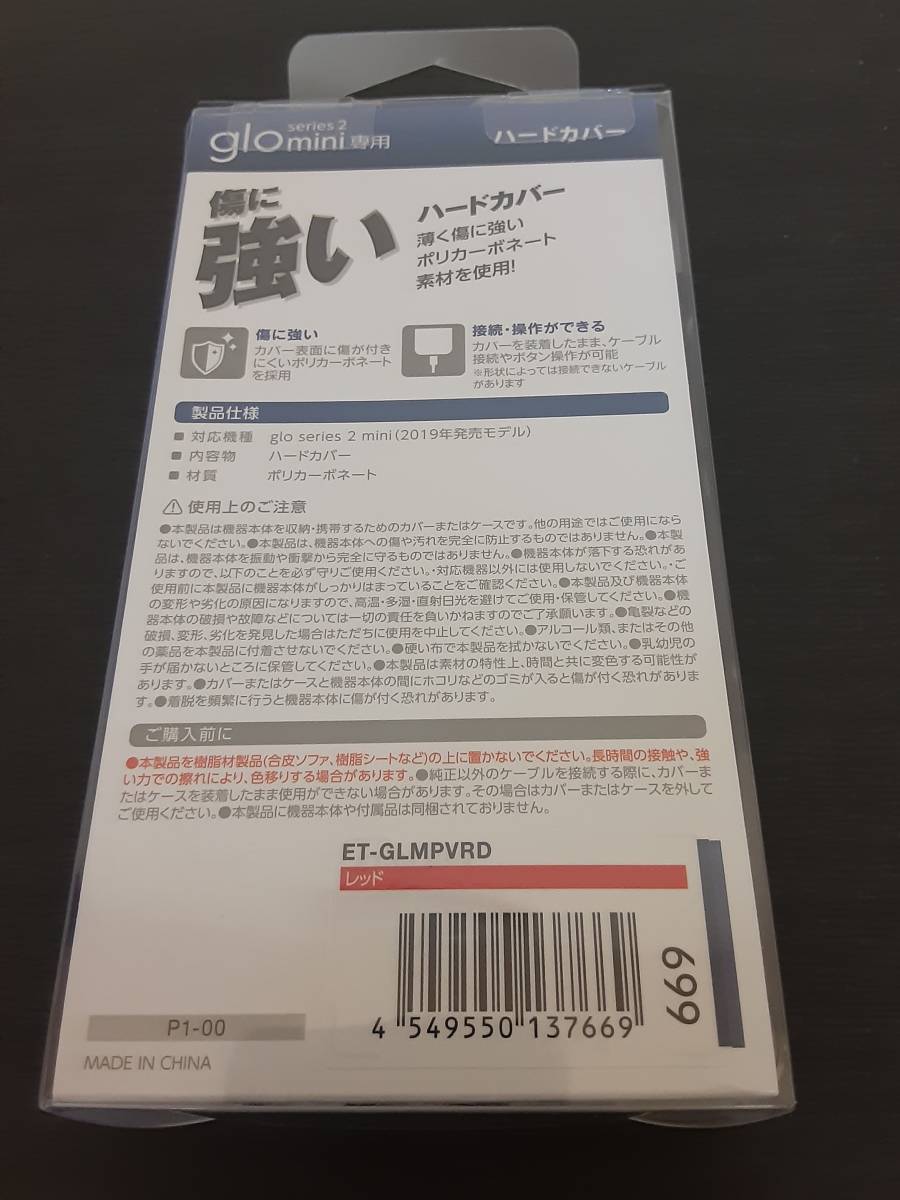 glo series 2 mini 専用
ハードカバー
傷に
強い
ハードカバー
薄く傷に強い
ポリカーボネート
素材を使用!
傷に強い
カバー表面に傷が付き
にくいポリカーボネート
を採用
接続・操作ができる
カバーを装着したまま、ケーブル
接続やボタン操作が可能
※形状によっては接続できないケーブル
があります
製品仕様
■ 対応機種 glo series 2 mini(2019年発売モデル)
■ 内容物 ハードカバー
■ 材質 ポリカーボネート
⚠ 使用上のご注意
●本製品は機器本体を収納・携帯するためのカバーまたはケースです。他の用途ではご使用になら
ないでください。●本製品は、機器本体への傷や汚れを完全に防止するものではありません。●本製
品は、機器本体を振動や衝撃から完全に守るものではありません。●機器本体が落下する恐れがあ
りますので、以下のことを必ず守りご使用ください。・対応機器以外には使用しないでください。・ご
使用前に本製品に機器本体がしっかりはまっていることをご確認ください。●本製品及び機器本体
の変形や劣化の原因になりますので、高温・多湿・直射日光を避けてご使用・保管してください。●機
器本体の破損や故障などについては一切の責任を負いかねますのでご了承願います。●亀裂などの
破損、変形、劣化を発見した場合はただちに使用を中止してください。●アルコール類、またはその他
の薬品を本製品に付着させないでください。●硬い布で本製品を拭かないでください。●乳幼児の
手が届かないところに保管してください。●本製品は素材の特性上、時間と共に変色する可能性が
あります。●カバーまたはケースと機器本体の間にホコリなどのゴミが入ると傷が付く恐れがありま
す。●着脱を頻繁に行うと機器本体に傷が付く恐れがあります。
ご購入前に
●本製品を樹脂材製品(合皮ソファ、樹脂シートなど)の上に置かないでください。長時間の接触や、強
い力での擦れにより、色移りする場合があります。●純正以外のケーブルを接続する際に、カバーま
たはケースを装着したまま使用ができない場合があります。その場合はカバーまたはケースを外して
ご使用ください。●本製品に機器本体や付属品は同梱されておりません。
ET-GLMPVRD
レッド
4 549550 137669
669
P1-00
MADE IN CHINA